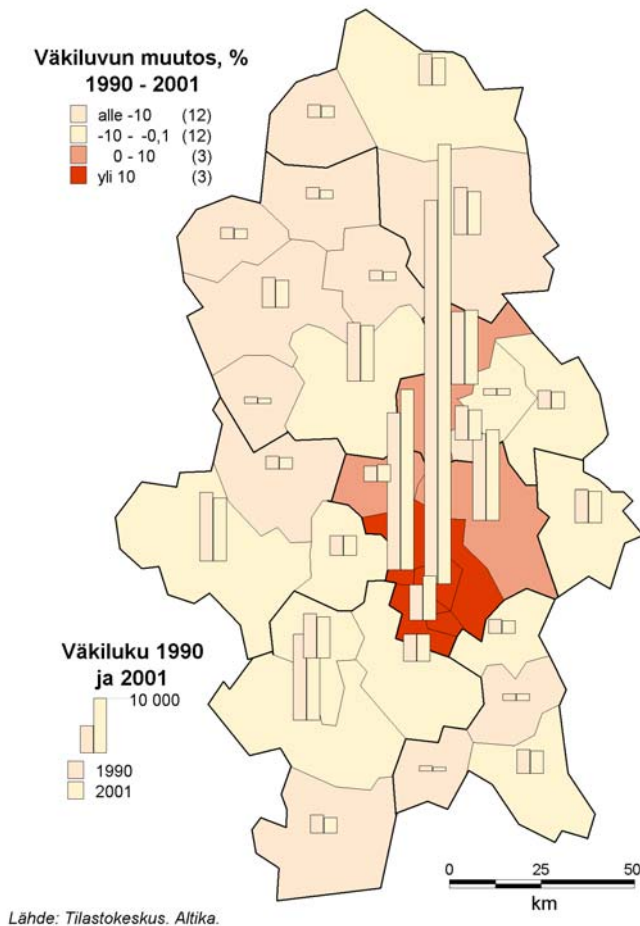 Väkiluvun muutos, %
1990 - 2001
alle -10 (12)
-10 - -0,1 (12)
0 - 10 (3)
yli 10 (3)
Väkiluku 1990
ja 2001
10 000
1990
2001
0 25 50
km
Lähde: Tilastokeskus. Altika.